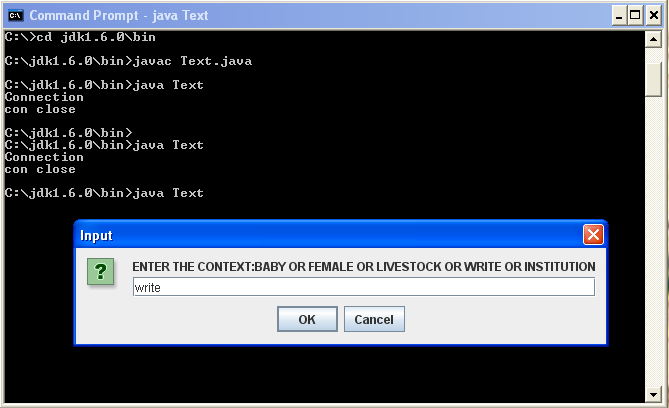 Command Prompt - java Text
C:\>cd jdk1.6.0\bin
C:\jdk1.6.0\bin>javac Text.java
C:\jdk1.6.0\bin>java Text
Connection
con close
C:\jdk1.6.0\bin>
C:\jdk1.6.0\bin>java Text
Connection
con close
C:\jdk1.6.0\bin>java Text
Input
?
ENTER THE CONTEXT:BABY OR FEMALE OR LIVESTOCK OR WRITE OR INSTITUTION
write
OK Cancel